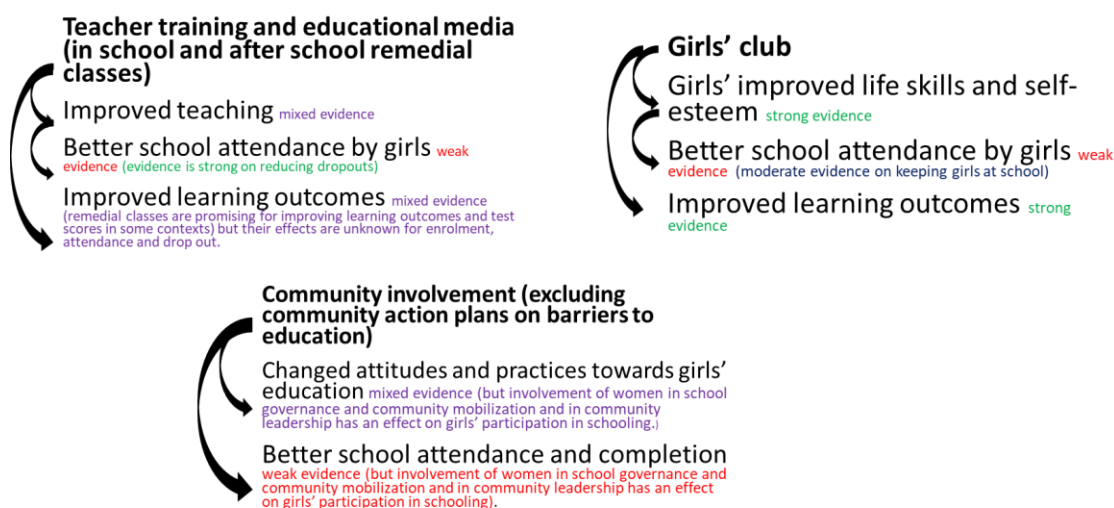 Teacher training and educational media
(in school and after school remedial
classes)
Improved teaching mixed evidence
Better school attendance by girls weak
evidence (evidence is strong on reducing dropouts)
Improved learning outcomes mixed evidence
(remedial classes are promising for improving learning outcomes and test
scores in some contexts) but their effects are unknown for enrolment,
attendance and drop out.
Girls' club
Girls' improved life skills and self-
esteem strong evidence
Better school attendance by girls weak
evidence (moderate evidence on keeping girls at school)
Improved learning outcomes strong
evidence
Community involvement (excluding
community action plans on barriers to
education)
Changed attitudes and practices towards girls'
education mixed evidence (but involvement of women in school
governance and community mobilization and in community
leadership has an effect on girls' participation in schooling.)
Better school attendance and completion
weak evidence (but involvement of women in school governance and
community mobilization and in community leadership has an effect
on girls' participation in schooling).